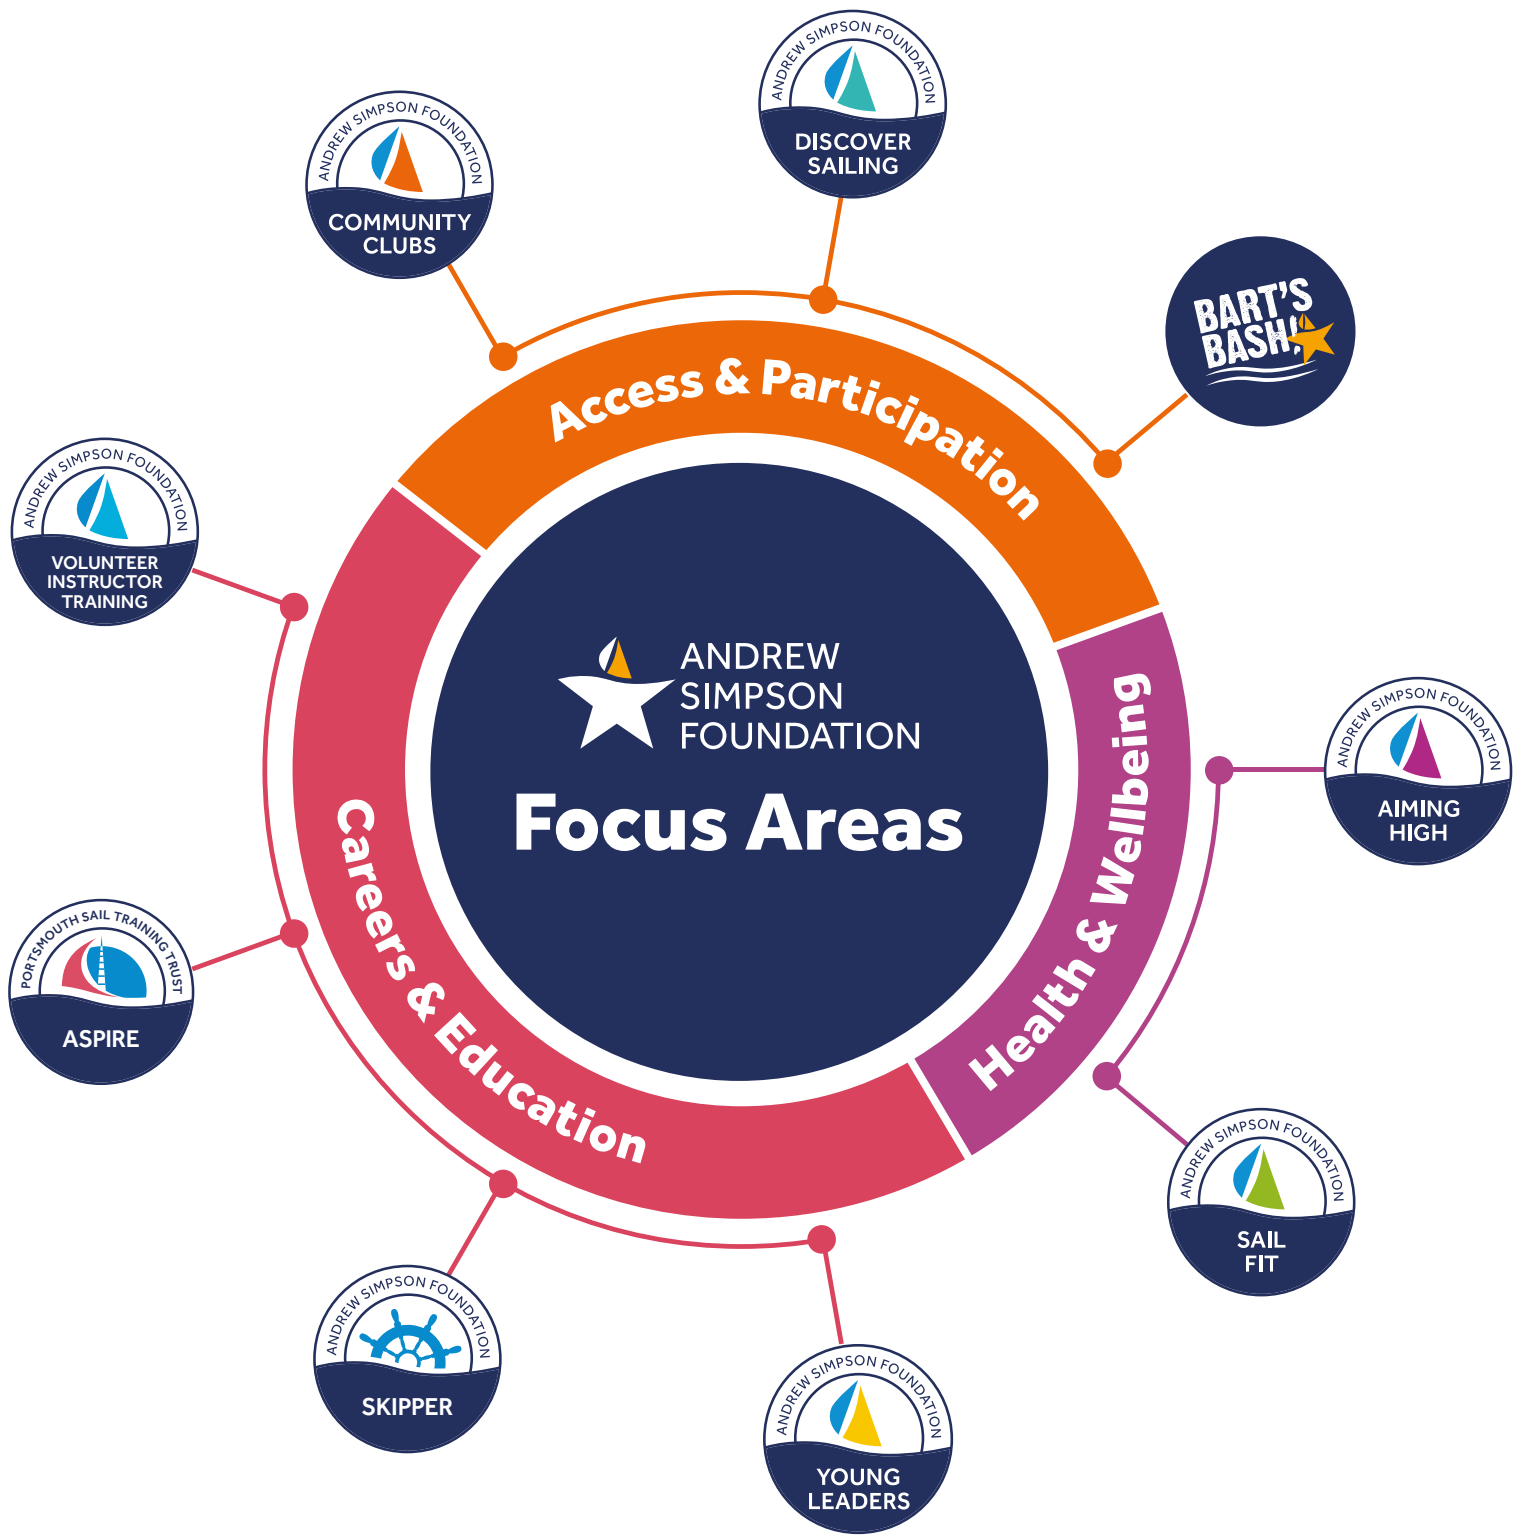 ANDREW SIMPSON FOUNDATION
DISCOVER
SAILING
ANDREW SIMPSON FOUNDATION
COMMUNITY
CLUBS
BART'S
BASH!
Access & Participation
ANDREW SIMPSON FOUNDATION
VOLUNTEER
INSTRUCTOR
TRAINING
ANDREW
SIMPSON
FOUNDATION
Focus Areas
Health & Wellbeing
ANDREW SIMPSON FOUNDATION
AIMING
HIGH
Careers & Education
PORTSMOUTH SAIL TRAINING TRUST
ASPIRE
ANDREW SIMPSON FOUNDATION
SAIL
FIT
ANDREW SIMPSON FOUNDATION
SKIPPER
ANDREW SIMPSON FOUNDATION
YOUNG
LEADERS